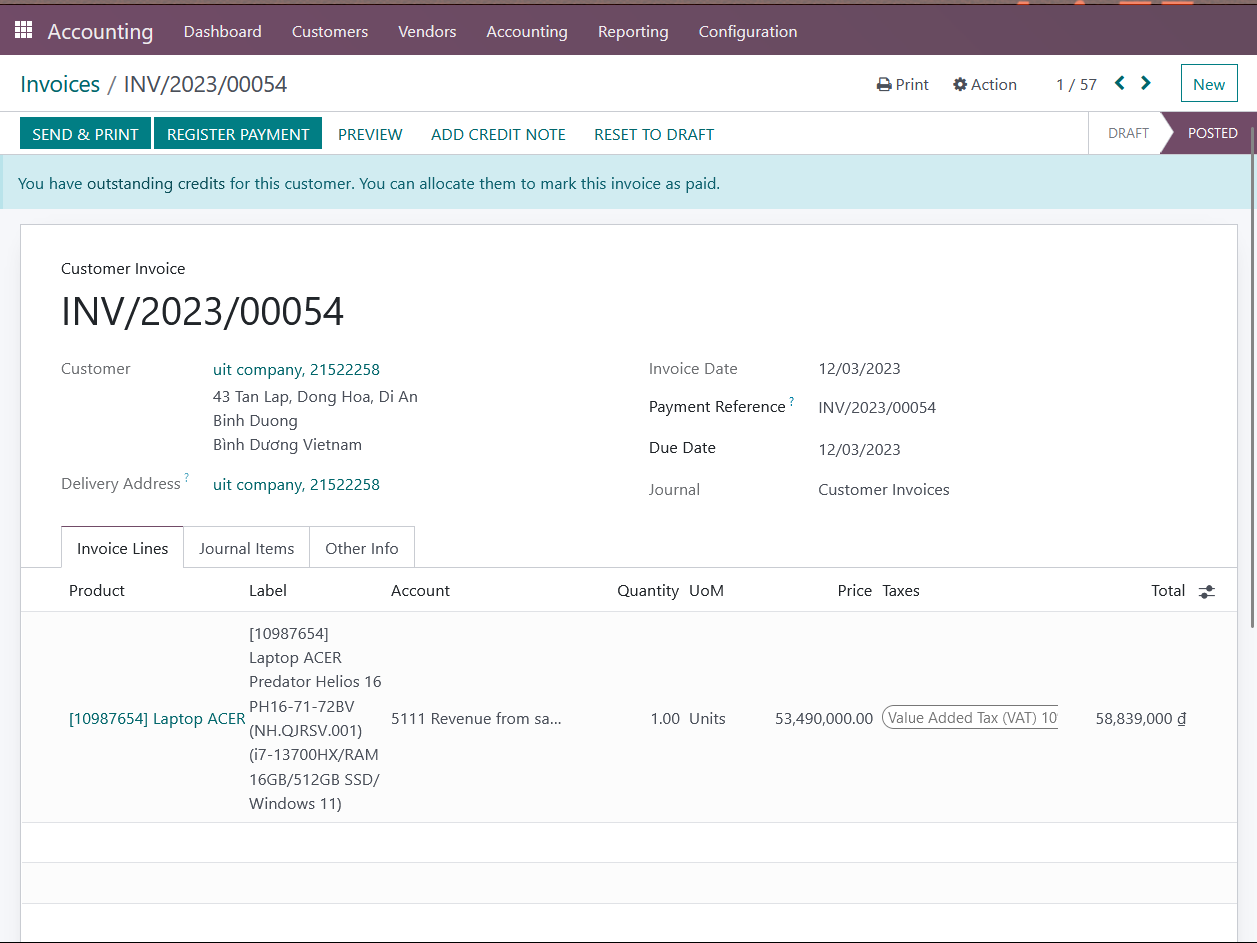 Accounting Dashboard Customers Vendors Accounting Reporting Configuration
Invoices / INV/2023/00054 Print Action 1 / 57 New
SEND & PRINT REGISTER PAYMENT PREVIEW ADD CREDIT NOTE RESET TO DRAFT DRAFT POSTED
You have outstanding credits for this customer. You can allocate them to mark this invoice as paid.
Customer Invoice
INV/2023/00054
Customer uit company, 21522258
43 Tan Lap, Dong Hoa, Di An
Binh Duong
Bình Dương Vietnam
Delivery Address ? uit company, 21522258
Invoice Date 12/03/2023
Payment Reference ? INV/2023/00054
Due Date 12/03/2023
Journal Customer Invoices
Invoice Lines Journal Items Other Info
Product Label Account Quantity UoM Price Taxes Total
[10987654] Laptop ACER
[10987654]
Laptop ACER
Predator Helios 16
PH16-71-72BV
(NH.QJRSV.001)
(i7-13700HX/RAM
16GB/512GB SSD/
Windows 11)
5111 Revenue from sa... 1.00 Units 53,490,000.00 Value Added Tax (VAT) 10 58,839,000 ₫